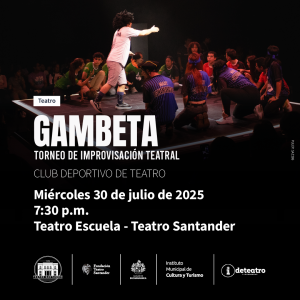 Teatro
GAMBETA
TORNEO DE IMPROVISACIÓN TEATRAL
CLUB DEPORTIVO DE TEATRO
Miércoles 30 de julio de 2025
7:30 p.m.
Teatro Escuela - Teatro Santander
Fundación
Teatro
Santander
Instituto
Municipal de
Cultura y Turismo
deteatro